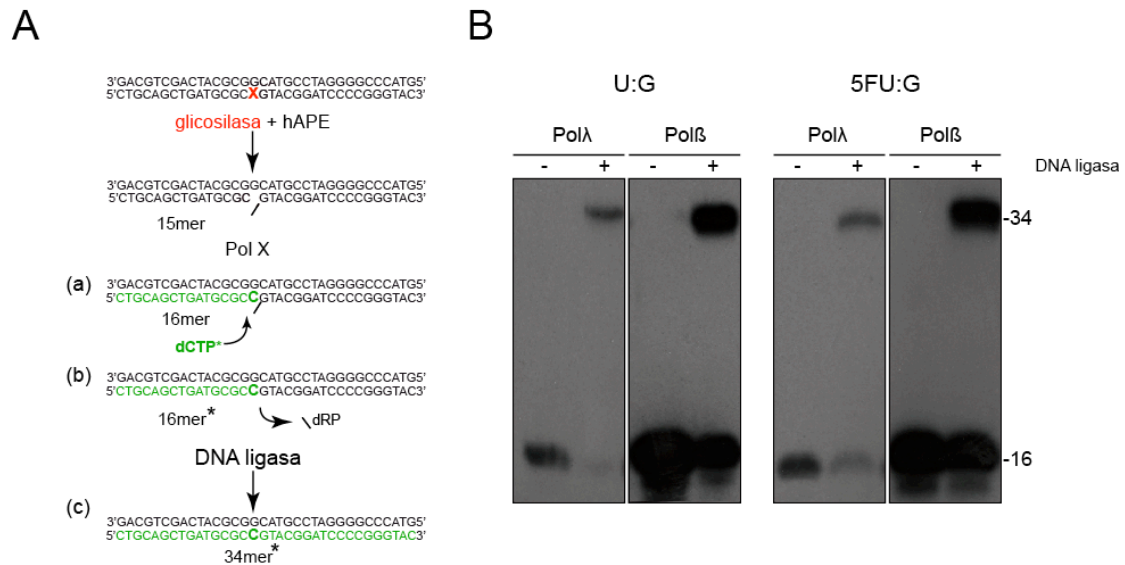 A
3'GACGTCGACTACGCGGCATGCCTAGGGGCCCATG5'
5'CTGCAGCTGATGCGCXGTACGGATCCCCGGGTAC3'
glicosilasa + hAPE
3'GACGTCGACTACGCGGCATGCCTAGGGGCCCATG5'
5'CTGCAGCTGATGCGC GTACGGATCCCCGGGTAC3'
15mer
Pol X
(a)
3'GACGTCGACTACGCGGCATGCCTAGGGGCCCATG5'
5'CTGCAGCTGATGCGCCGTACGGATCCCCGGGTAC3'
16mer
dCTP*
(b)
3'GACGTCGACTACGCGGCATGCCTAGGGGCCCATG5'
5'CTGCAGCTGATGCGCCGTACGGATCCCCGGGTAC3'
16mer*
dRP
DNA ligasa
(c)
3'GACGTCGACTACGCGGCATGCCTAGGGGCCCATG5'
5'CTGCAGCTGATGCGCCGTACGGATCCCCGGGTAC3'
34mer*
B
U:G 5FU:G
Polλ Polß Polλ Polß
- + - + - + - + DNA ligasa
-34
-16